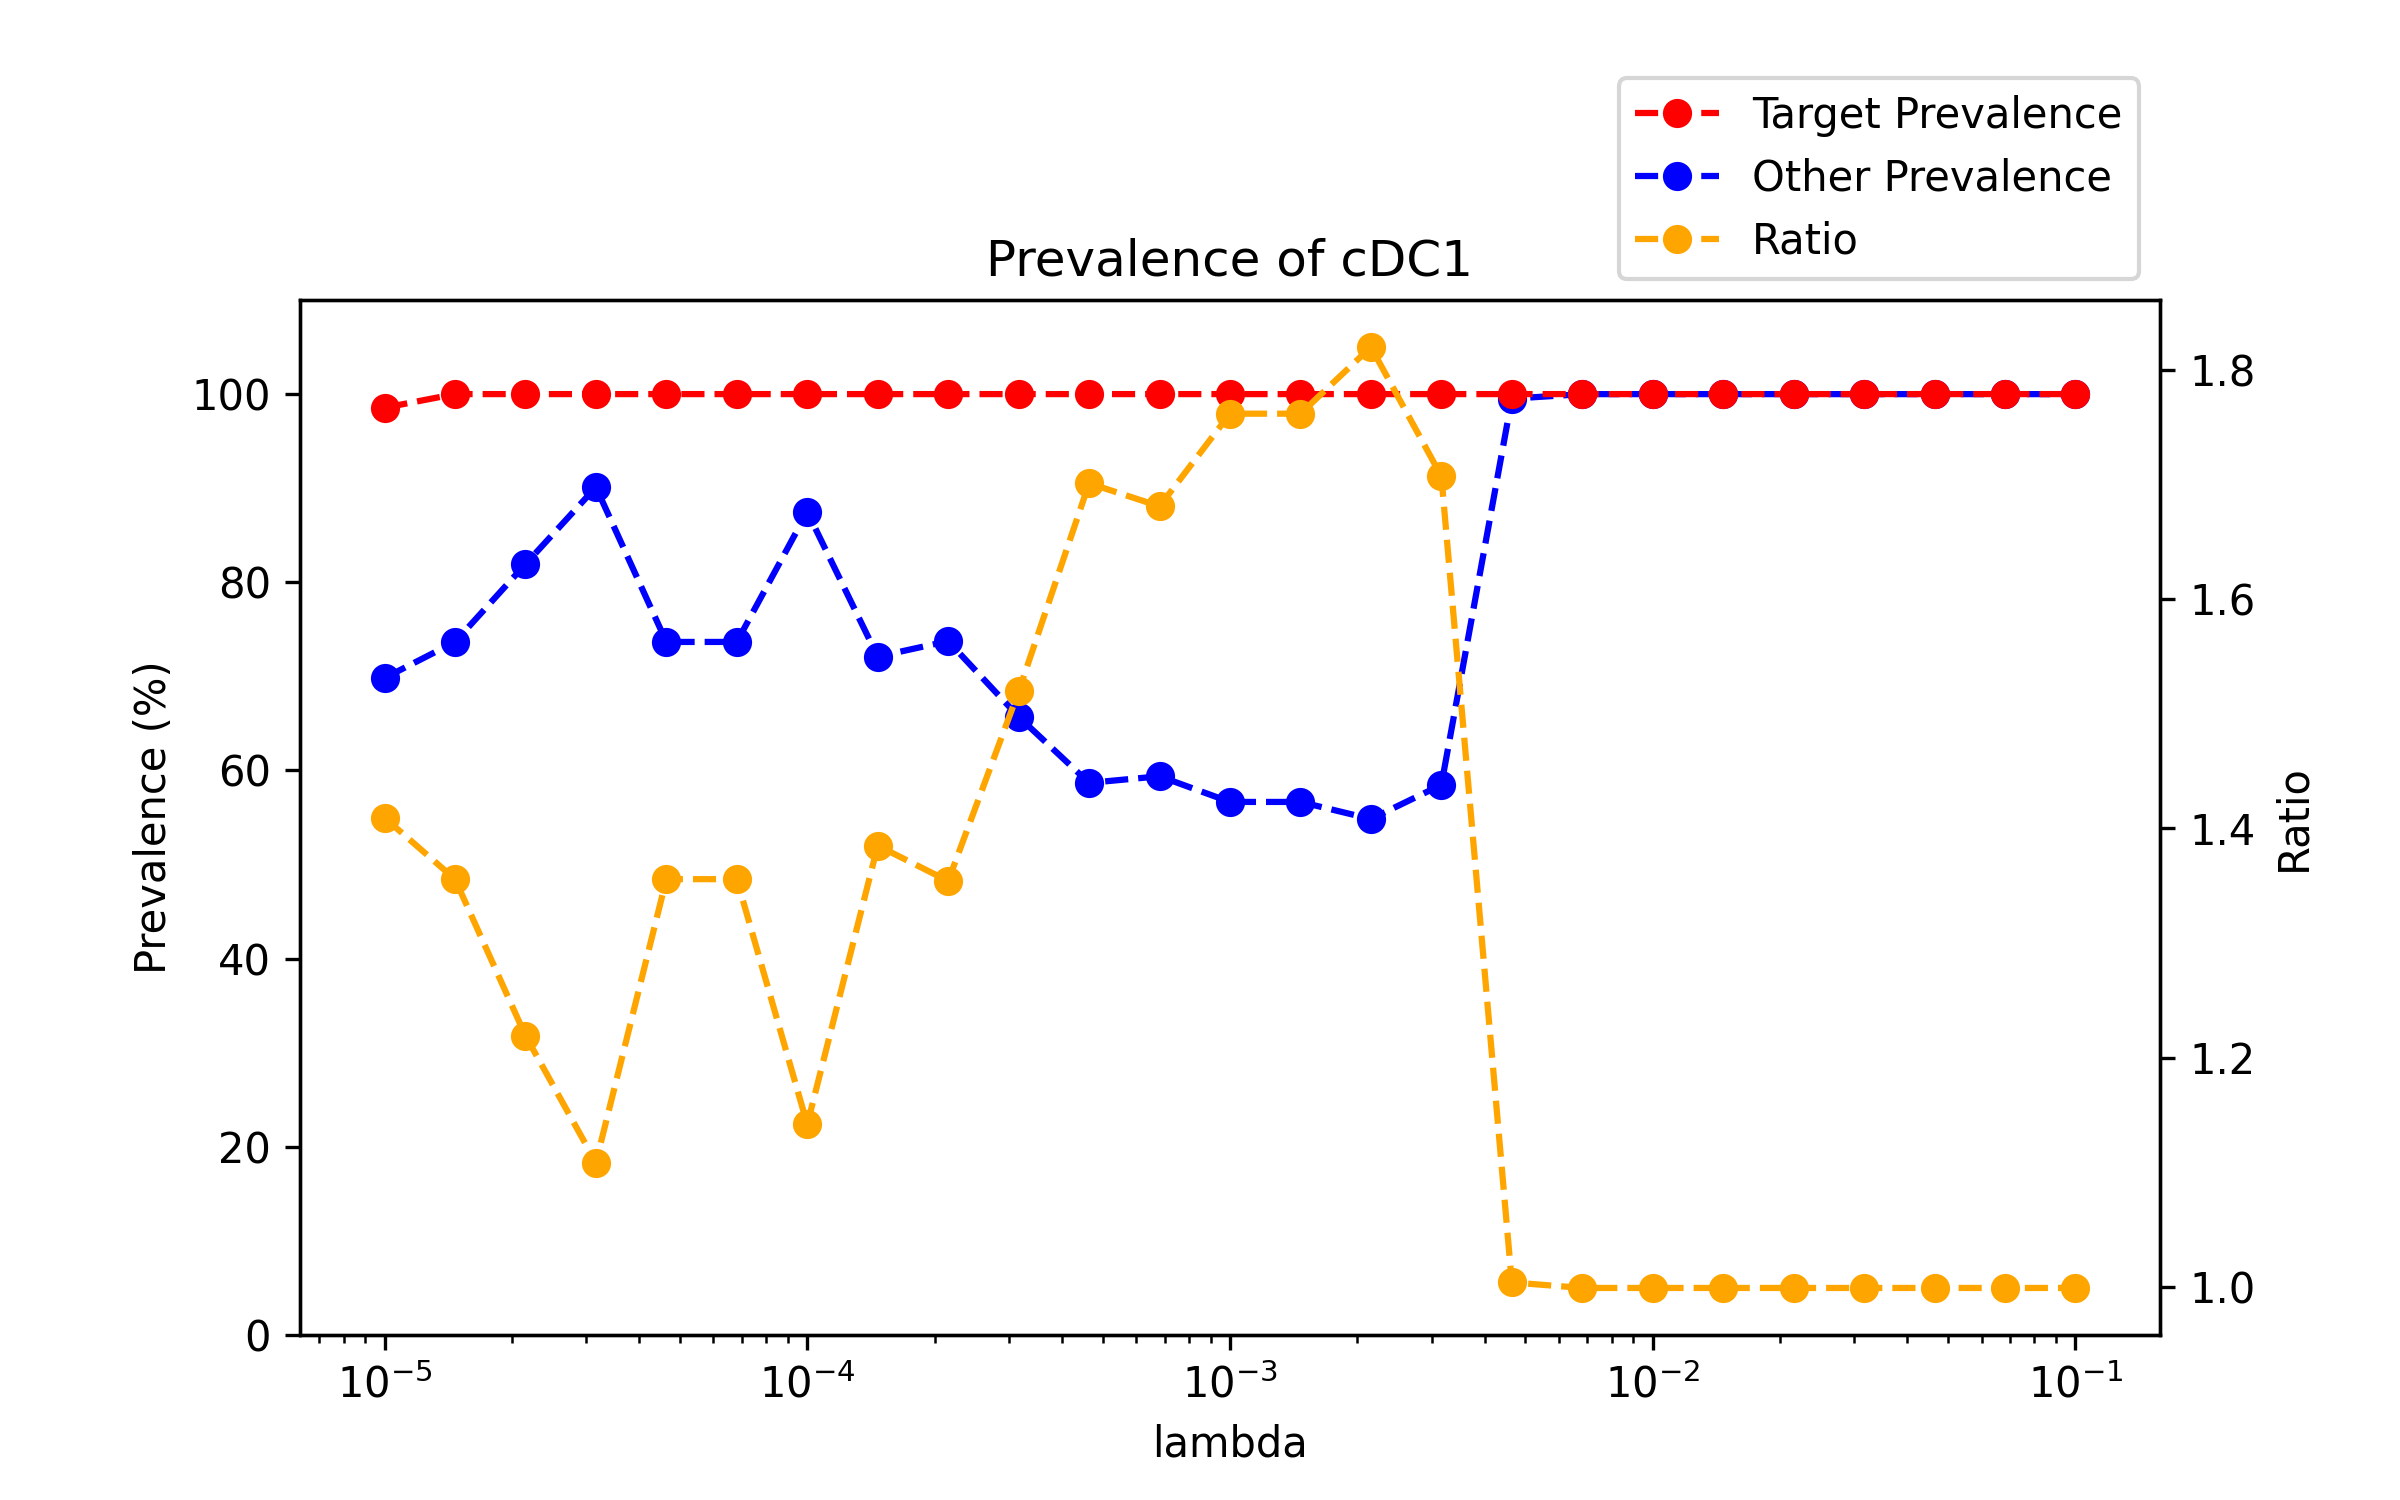 Target Prevalence
Other Prevalence
Ratio
Prevalence of cDC1
100
80
60
40
20
0
Prevalence (%)
1.8
1.6
1.4
1.2
1.0
Ratio
10⁻⁵ 10⁻⁴ 10⁻³ 10⁻² 10⁻¹
lambda